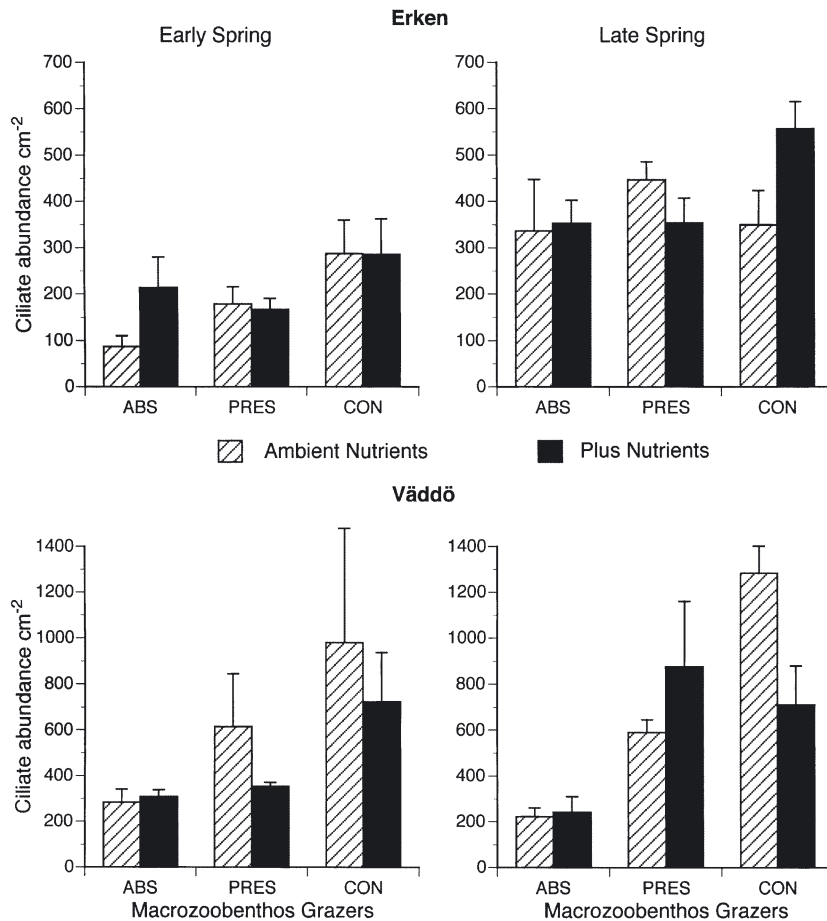 Erken
Early Spring
Late Spring
Ciliate abundance cm-2
700
600
500
400
300
200
100
0
ABS PRES CON
700
600
500
400
300
200
100
0
ABS PRES CON
Ambient Nutrients Plus Nutrients
Väddö
Ciliate abundance cm-2
1400
1200
1000
800
600
400
200
0
ABS PRES CON
Macrozoobenthos Grazers
1400
1200
1000
800
600
400
200
0
ABS PRES CON
Macrozoobenthos Grazers